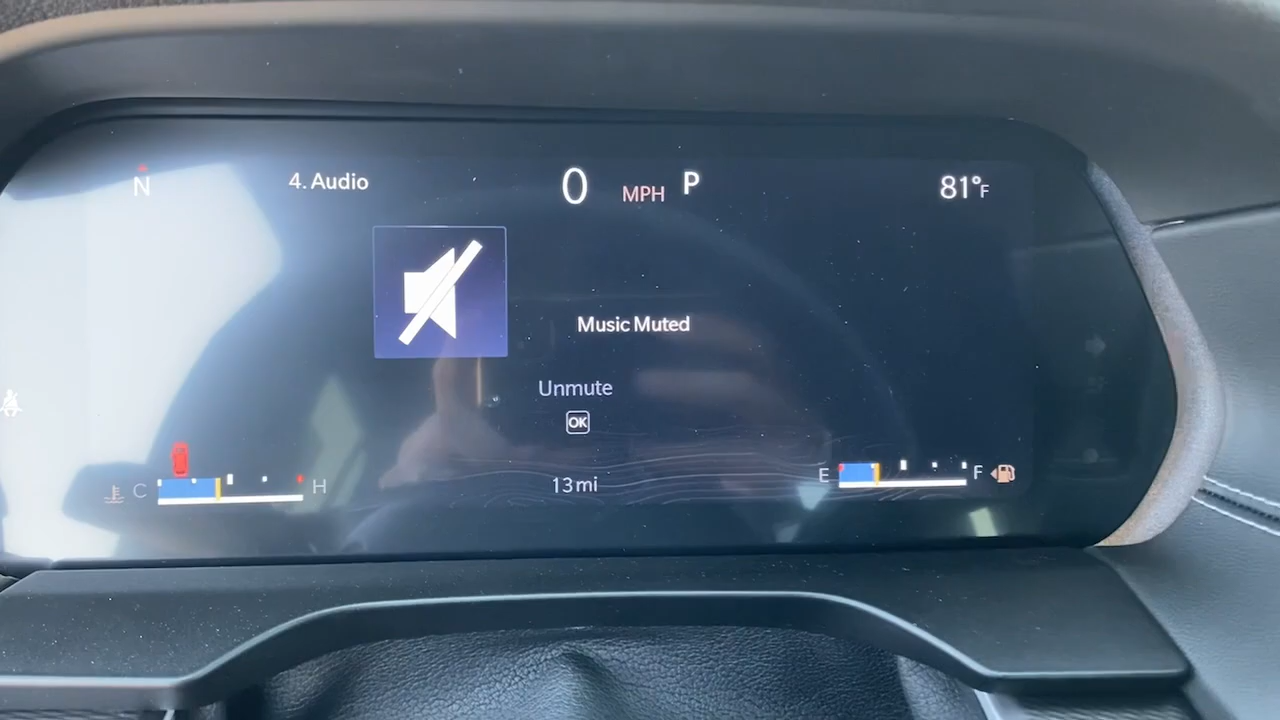 N
4. Audio
0 MPH P
81°F
Music Muted
Unmute
OK
C
H
13 mi
E
F